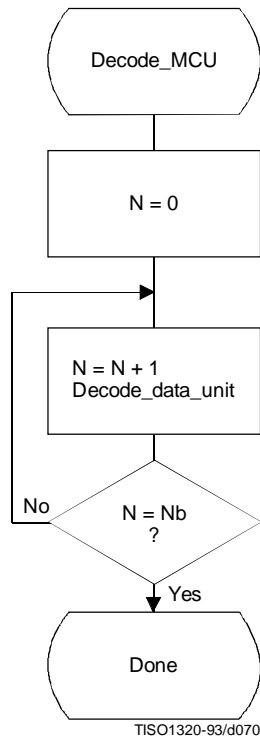 Decode_MCU
N = 0
N = N + 1
Decode_data_unit
N = Nb
?
No
Yes
Done
TISO1320-93/d070